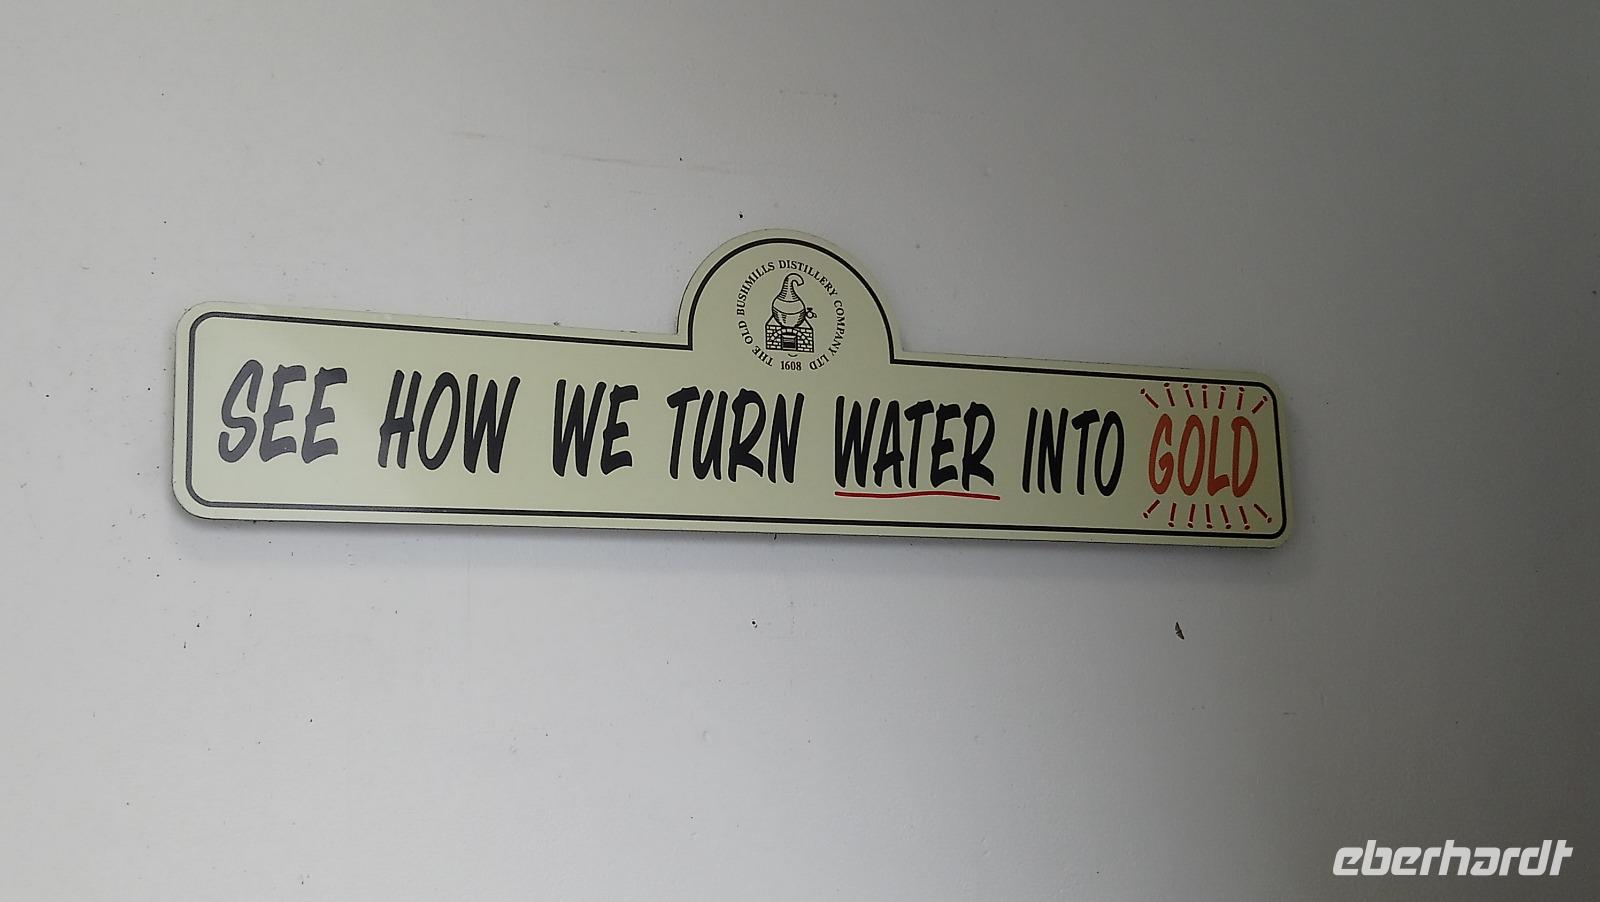 THE OLD BUSHMILLS DISTILLERY COMPANY LTD
1608
SEE HOW WE TURN WATER INTO GOLD
eberhardt